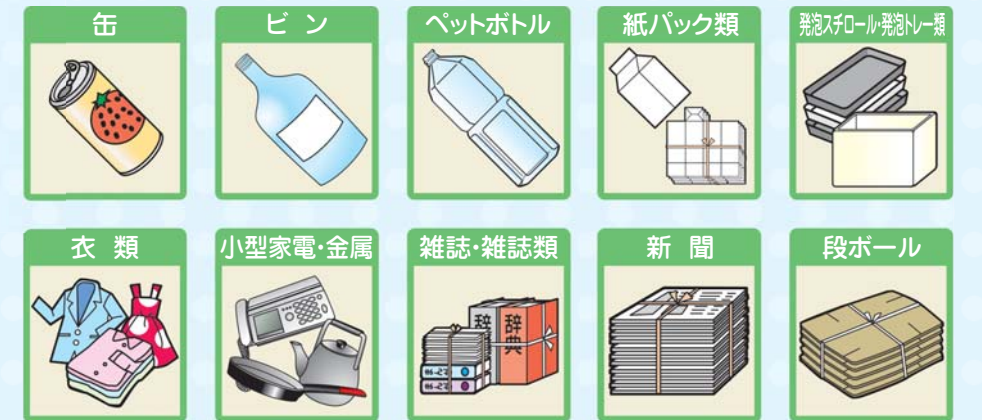 缶
ビン
ペットボトル
紙パック類
発泡スチロール・発泡トレー類
衣類
小型家電・金属
雑誌・雑誌類
新聞
段ボール
辞
辞典